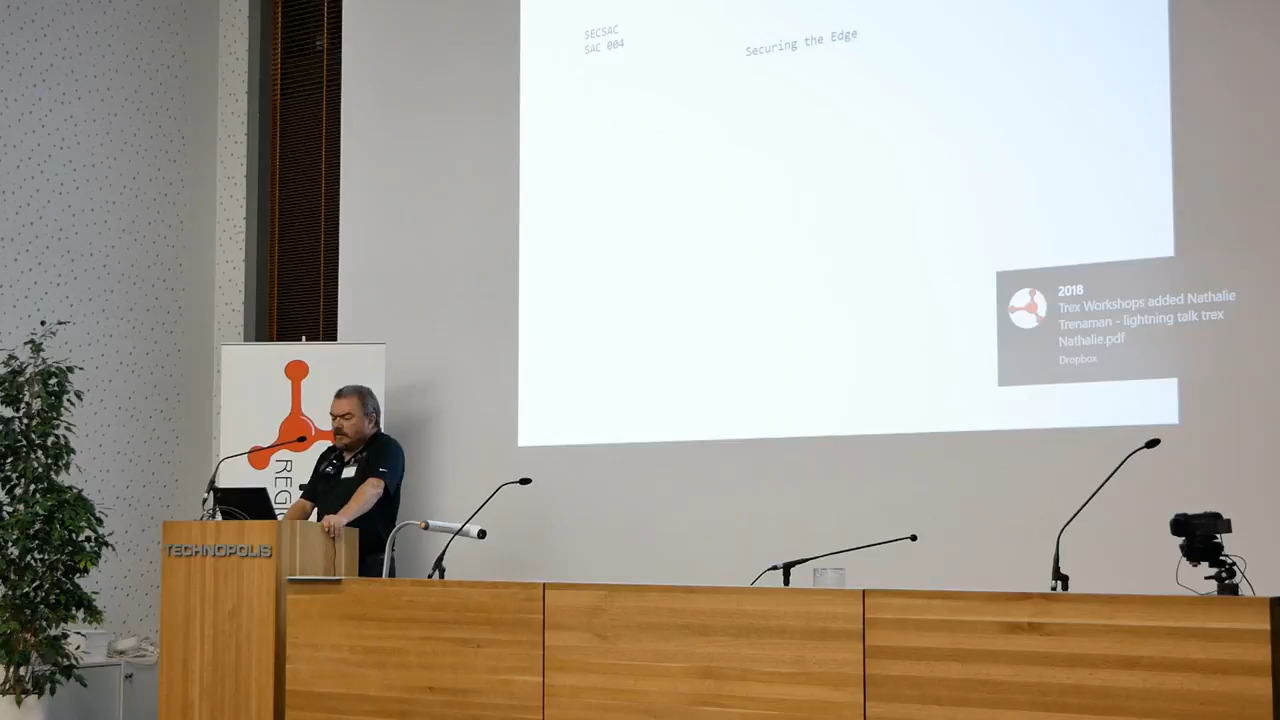 SECSAC
SAC 004
Securing the Edge
2018
Trex Workshops added Nathalie
Trenaman - lightning talk trex
Nathalie.pdf
Dropbox
REGI
TECHNOPOLIS